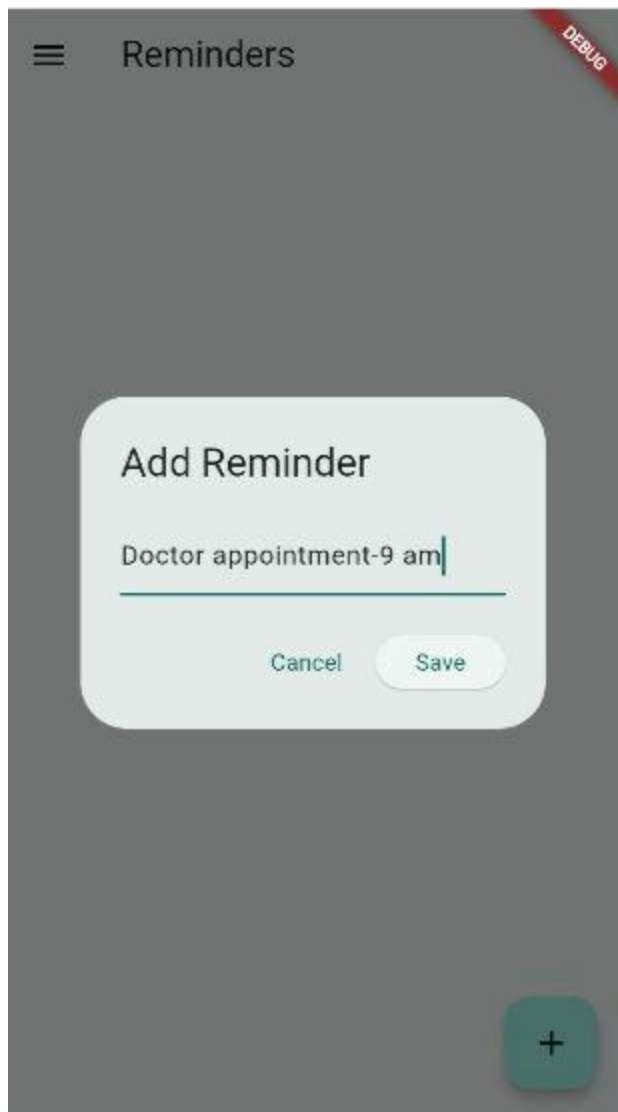 Reminders
DEBUG
Add Reminder
Doctor appointment-9 am
Cancel Save
+